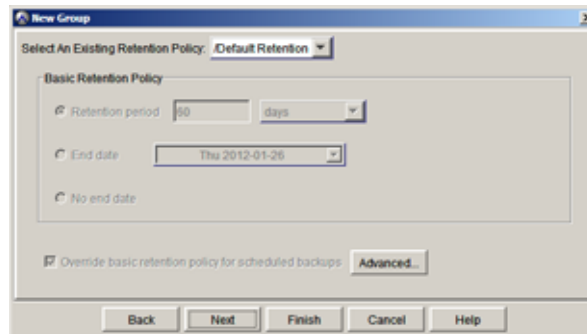 New Group
Select An Existing Retention Policy: /Default Retention
Basic Retention Policy
Retention period 60 days
End date Thu 2012-01-26
No end date
Override basic retention policy for scheduled backups Advanced...
Back Next Finish Cancel Help